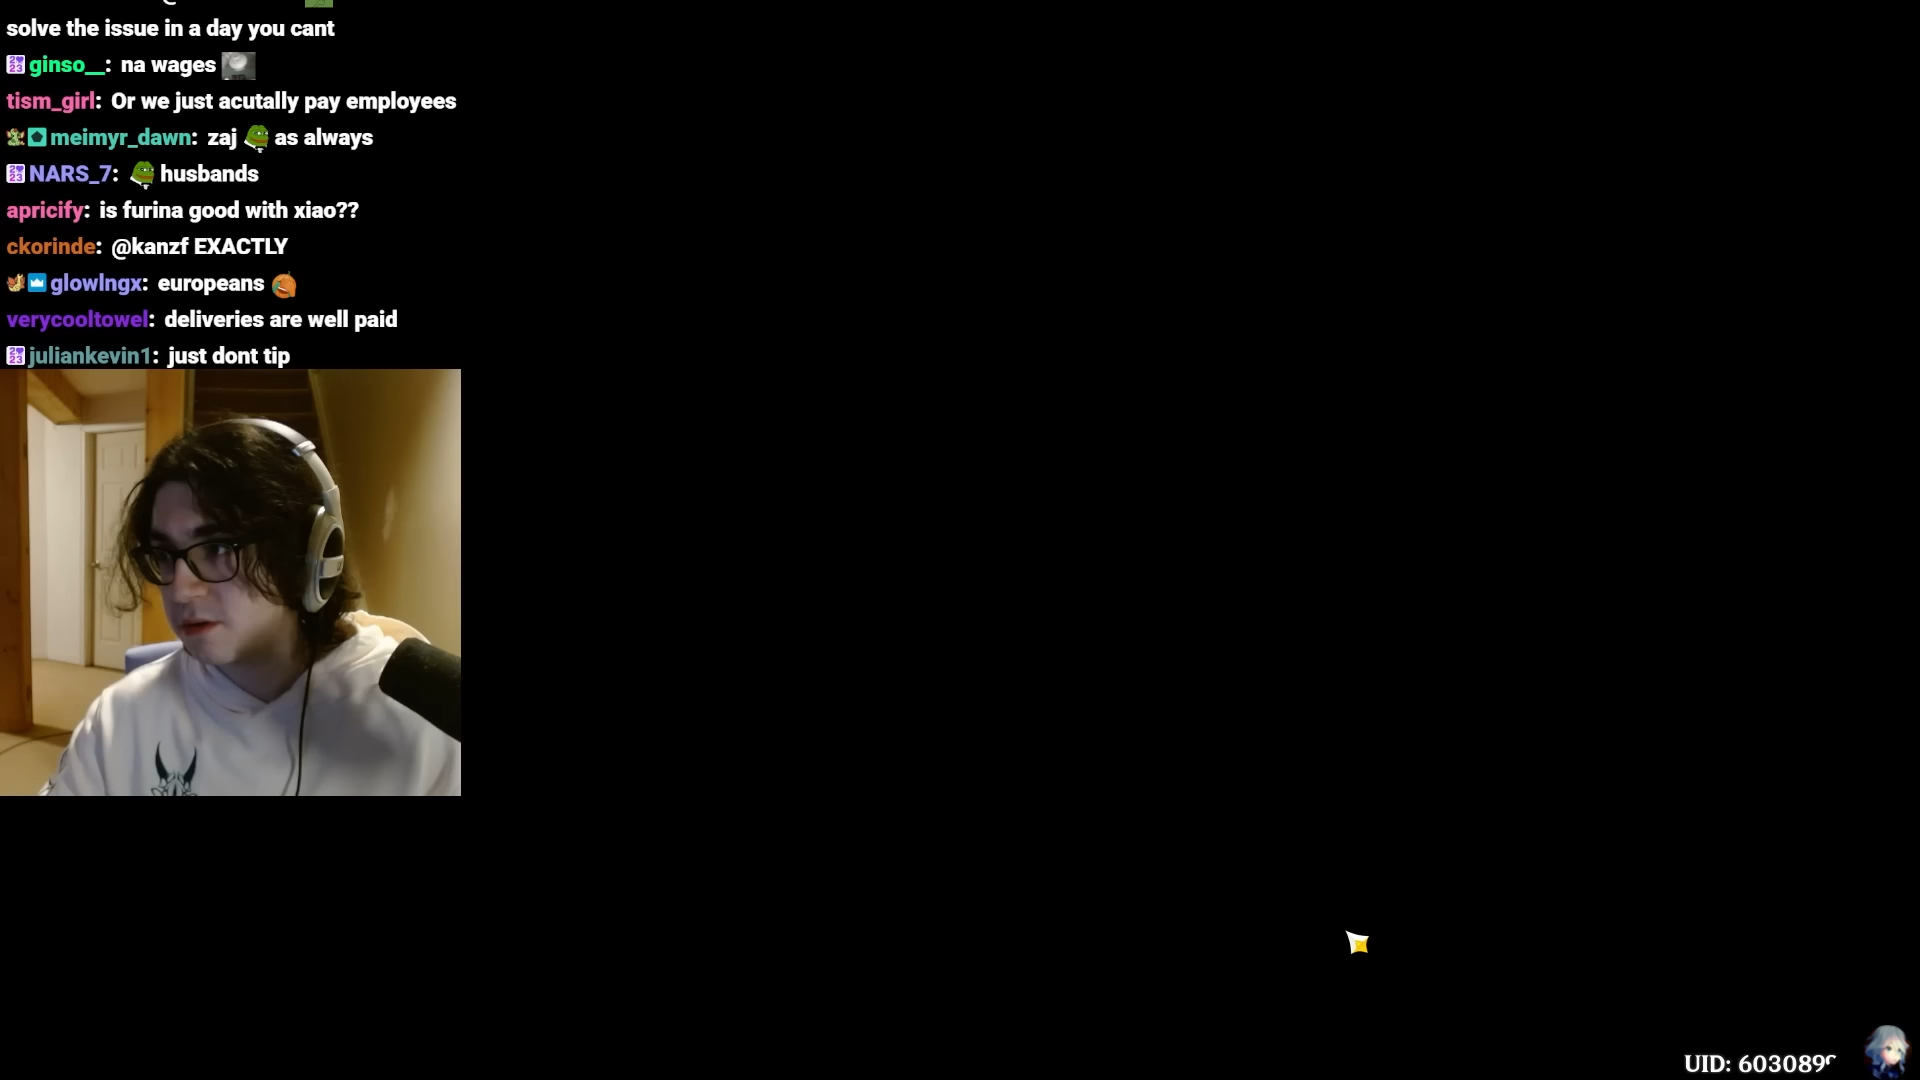 solve the issue in a day you cant
ginso__: na wages
tism_girl: Or we just acutally pay employees
meimyr_dawn: zaj as always
NARS_7: husbands
apricify: is furina good with xiao??
ckorinde: @kanzf EXACTLY
glowlngx: europeans
verycooltowel: deliveries are well paid
juliankevin1: just dont tip
UID: 603089